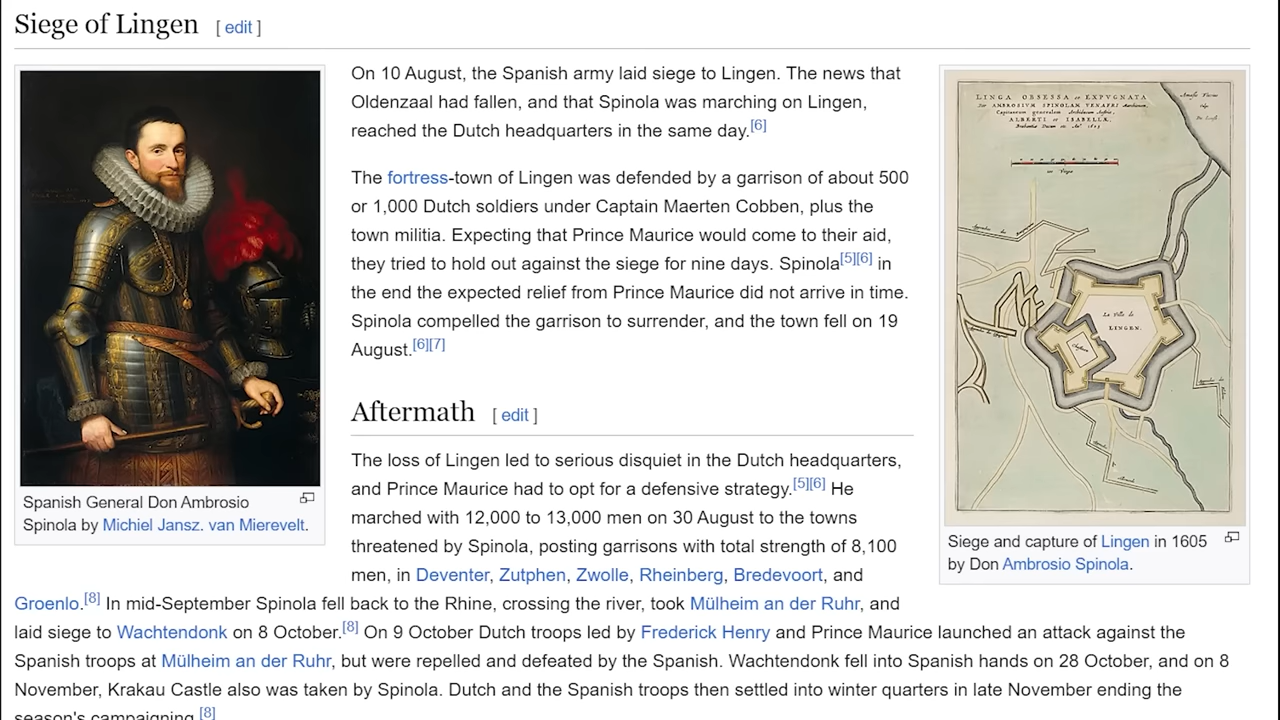 Siege of Lingen [ edit ]
On 10 August, the Spanish army laid siege to Lingen. The news that
Oldenzaal had fallen, and that Spinola was marching on Lingen,
reached the Dutch headquarters in the same day.[6]
The fortress-town of Lingen was defended by a garrison of about 500
or 1,000 Dutch soldiers under Captain Maerten Cobben, plus the
town militia. Expecting that Prince Maurice would come to their aid,
they tried to hold out against the siege for nine days. Spinola[5][6] in
the end the expected relief from Prince Maurice did not arrive in time.
Spinola compelled the garrison to surrender, and the town fell on 19
August.[6][7]
Spanish General Don Ambrosio
Spinola by Michiel Jansz. van Mierevelt.
LINGA OBSESSA et EXPVGNATA
Per AMBROSIUM SPINOLAM VENAFRI
ALBERTI et ISABELLÆ,
La Ville de
LINGEN.
Siege and capture of Lingen in 1605
by Don Ambrosio Spinola.
Aftermath [ edit ]
The loss of Lingen led to serious disquiet in the Dutch headquarters,
and Prince Maurice had to opt for a defensive strategy.[5][6] He
marched with 12,000 to 13,000 men on 30 August to the towns
threatened by Spinola, posting garrisons with total strength of 8,100
men, in Deventer, Zutphen, Zwolle, Rheinberg, Bredevoort, and
Groenlo.[8] In mid-September Spinola fell back to the Rhine, crossing the river, took Mülheim an der Ruhr, and
laid siege to Wachtendonk on 8 October.[8] On 9 October Dutch troops led by Frederick Henry and Prince Maurice launched an attack against the
Spanish troops at Mülheim an der Ruhr, but were repelled and defeated by the Spanish. Wachtendonk fell into Spanish hands on 28 October, and on 8
November, Krakau Castle also was taken by Spinola. Dutch and the Spanish troops then settled into winter quarters in late November ending the
season's campaigning.[8]